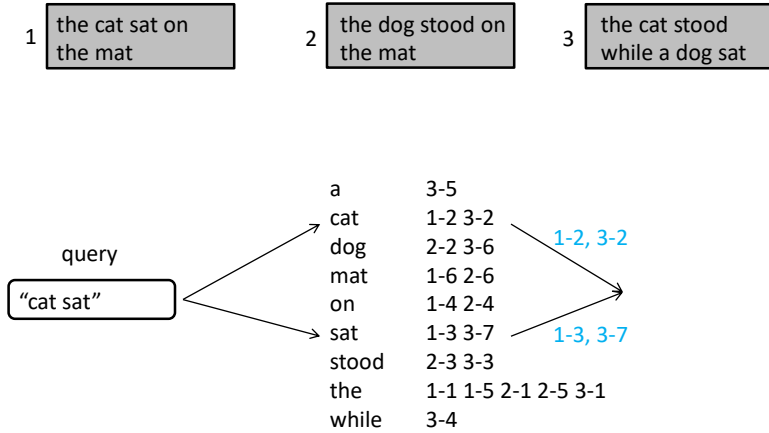 1 the cat sat on
the mat
2 the dog stood on
the mat
3 the cat stood
while a dog sat
query
“cat sat”
a 3-5
cat 1-2 3-2
dog 2-2 3-6
mat 1-6 2-6
on 1-4 2-4
sat 1-3 3-7
stood 2-3 3-3
the 1-1 1-5 2-1 2-5 3-1
while 3-4
1-2, 3-2
1-3, 3-7